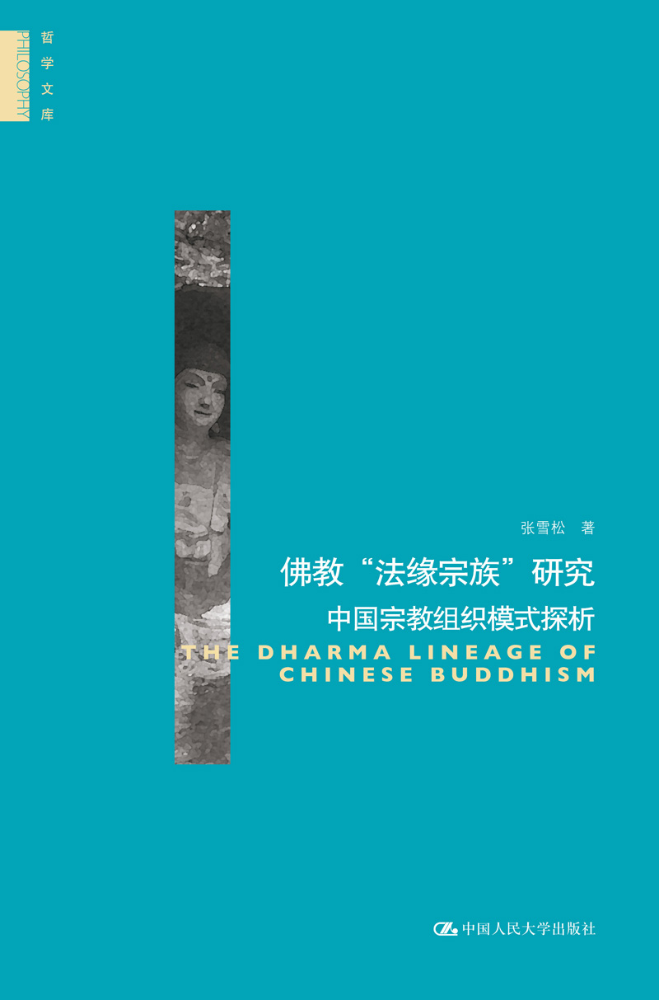 哲学文库
PHILOSOPHY
张雪松 著
佛教“法缘宗族”研究
中国宗教组织模式探析
THE DHARMA LINEAGE OF
CHINESE BUDDHISM
中国人民大学出版社